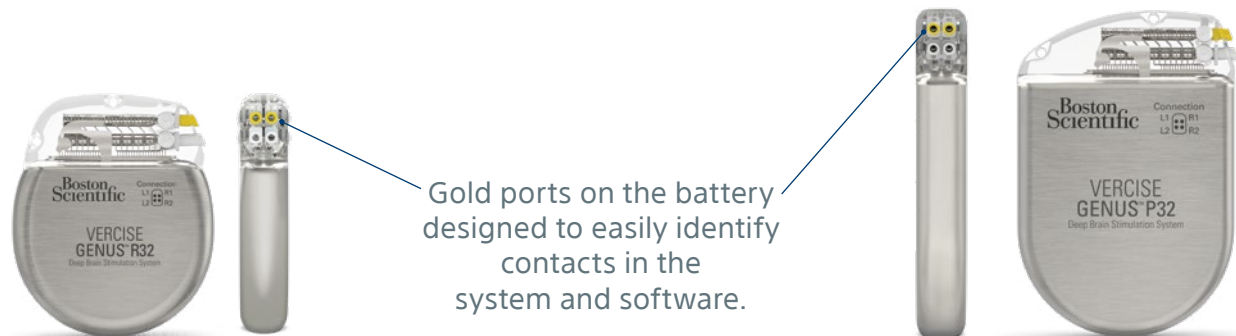 Boston
Scientific
Connection
L1 R1
L2 R2
VERCISE
GENUS™ R32
Deep Brain Stimulation System
Gold ports on the battery
designed to easily identify
contacts in the
system and software.
Boston
Scientific
Connection
L1 R1
L2 R2
VERCISE
GENUS™ P32
Deep Brain Stimulation System